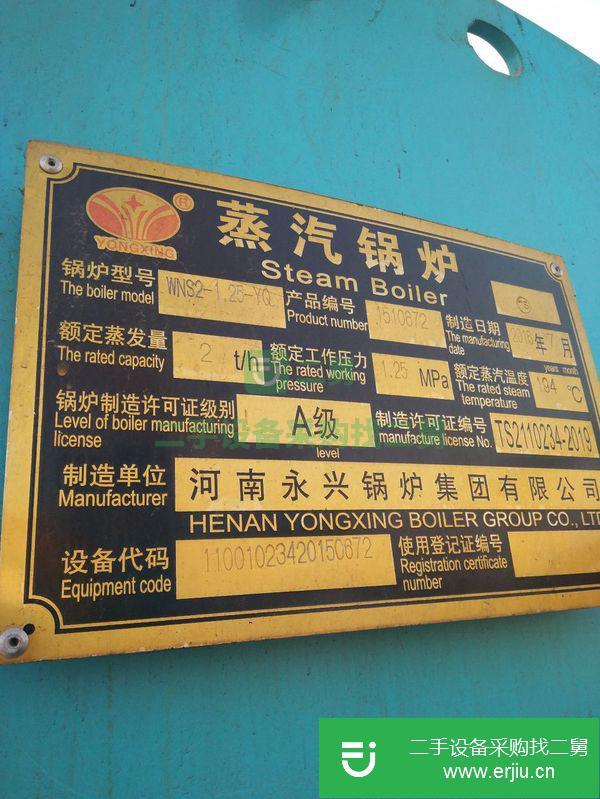 YONGXING ®
蒸汽锅炉
Steam Boiler
锅炉型号 WNS2-1.25-YQ 产品编号 1510672 制造日期 2016年7月
The boiler model Product number The manufacturing date years month
额定蒸发量 2 t/h 额定工作压力 1.25 MPa 额定蒸汽温度 194 ℃
The rated capacity The rated working pressure The rated steam temperature
锅炉制造许可证级别 A级 制造许可证编号 TS2110234-2019
Level of boiler manufacturing license level manufacture license No.
制造单位 河南永兴锅炉集团有限公司
Manufacturer HENAN YONGXING BOILER GROUP CO., LTD
设备代码 11001023420150672 使用登记证编号
Equipment code Registration certificate number
二手设备采购找二舅
www.erjiu.cn